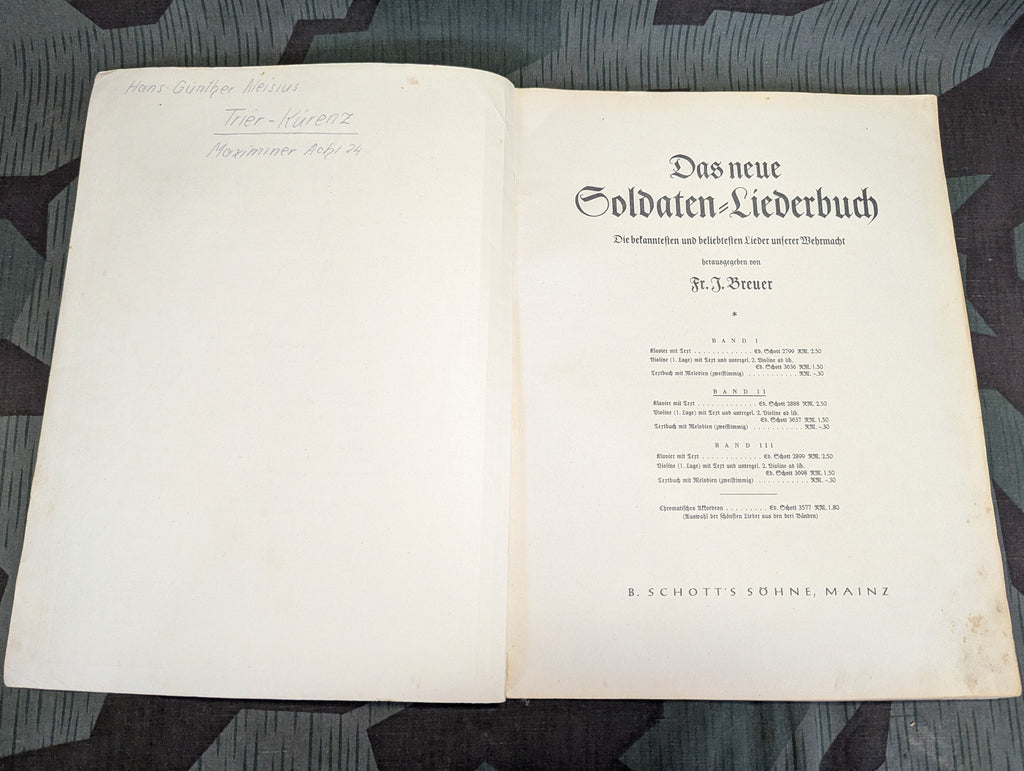 Hans-Günther Meisius
Trier-Kürenz
Maximiner Acht 24
Das neue
Soldaten-Liederbuch
Die bekanntesten und beliebtesten Lieder unserer Wehrmacht
herausgegeben von
Fr. J. Breuer
*
BAND I
Klavier mit Text . . . . . . . . . . . . . Ed. Schott 2799 RM. 2.50
Violine (1. Lage) mit Text und untergel. 2. Violine ad lib.
Ed. Schott 3636 RM. 1.50
Textbuch mit Melodien (zweistimmig) . . . . . . . . . . . RM. -.30
BAND II
Klavier mit Text . . . . . . . . . . . . . Ed. Schott 2888 RM. 2.50
Violine (1. Lage) mit Text und untergel. 2. Violine ad lib.
Ed. Schott 3637 RM. 1.50
Textbuch mit Melodien (zweistimmig) . . . . . . . . . . . RM. -.30
BAND III
Klavier mit Text . . . . . . . . . . . . . Ed. Schott 2899 RM. 2.50
Violine (1. Lage) mit Text und untergel. 2. Violine ad lib.
Ed. Schott 3698 RM. 1.50
Textbuch mit Melodien (zweistimmig) . . . . . . . . . . . RM. -.30
Chromatisches Akkordeon . . . . . . . . . Ed. Schott 3577 RM. 1.80
(Auswahl der schönsten Lieder aus den drei Bänden)
B. SCHOTT'S SÖHNE, MAINZ